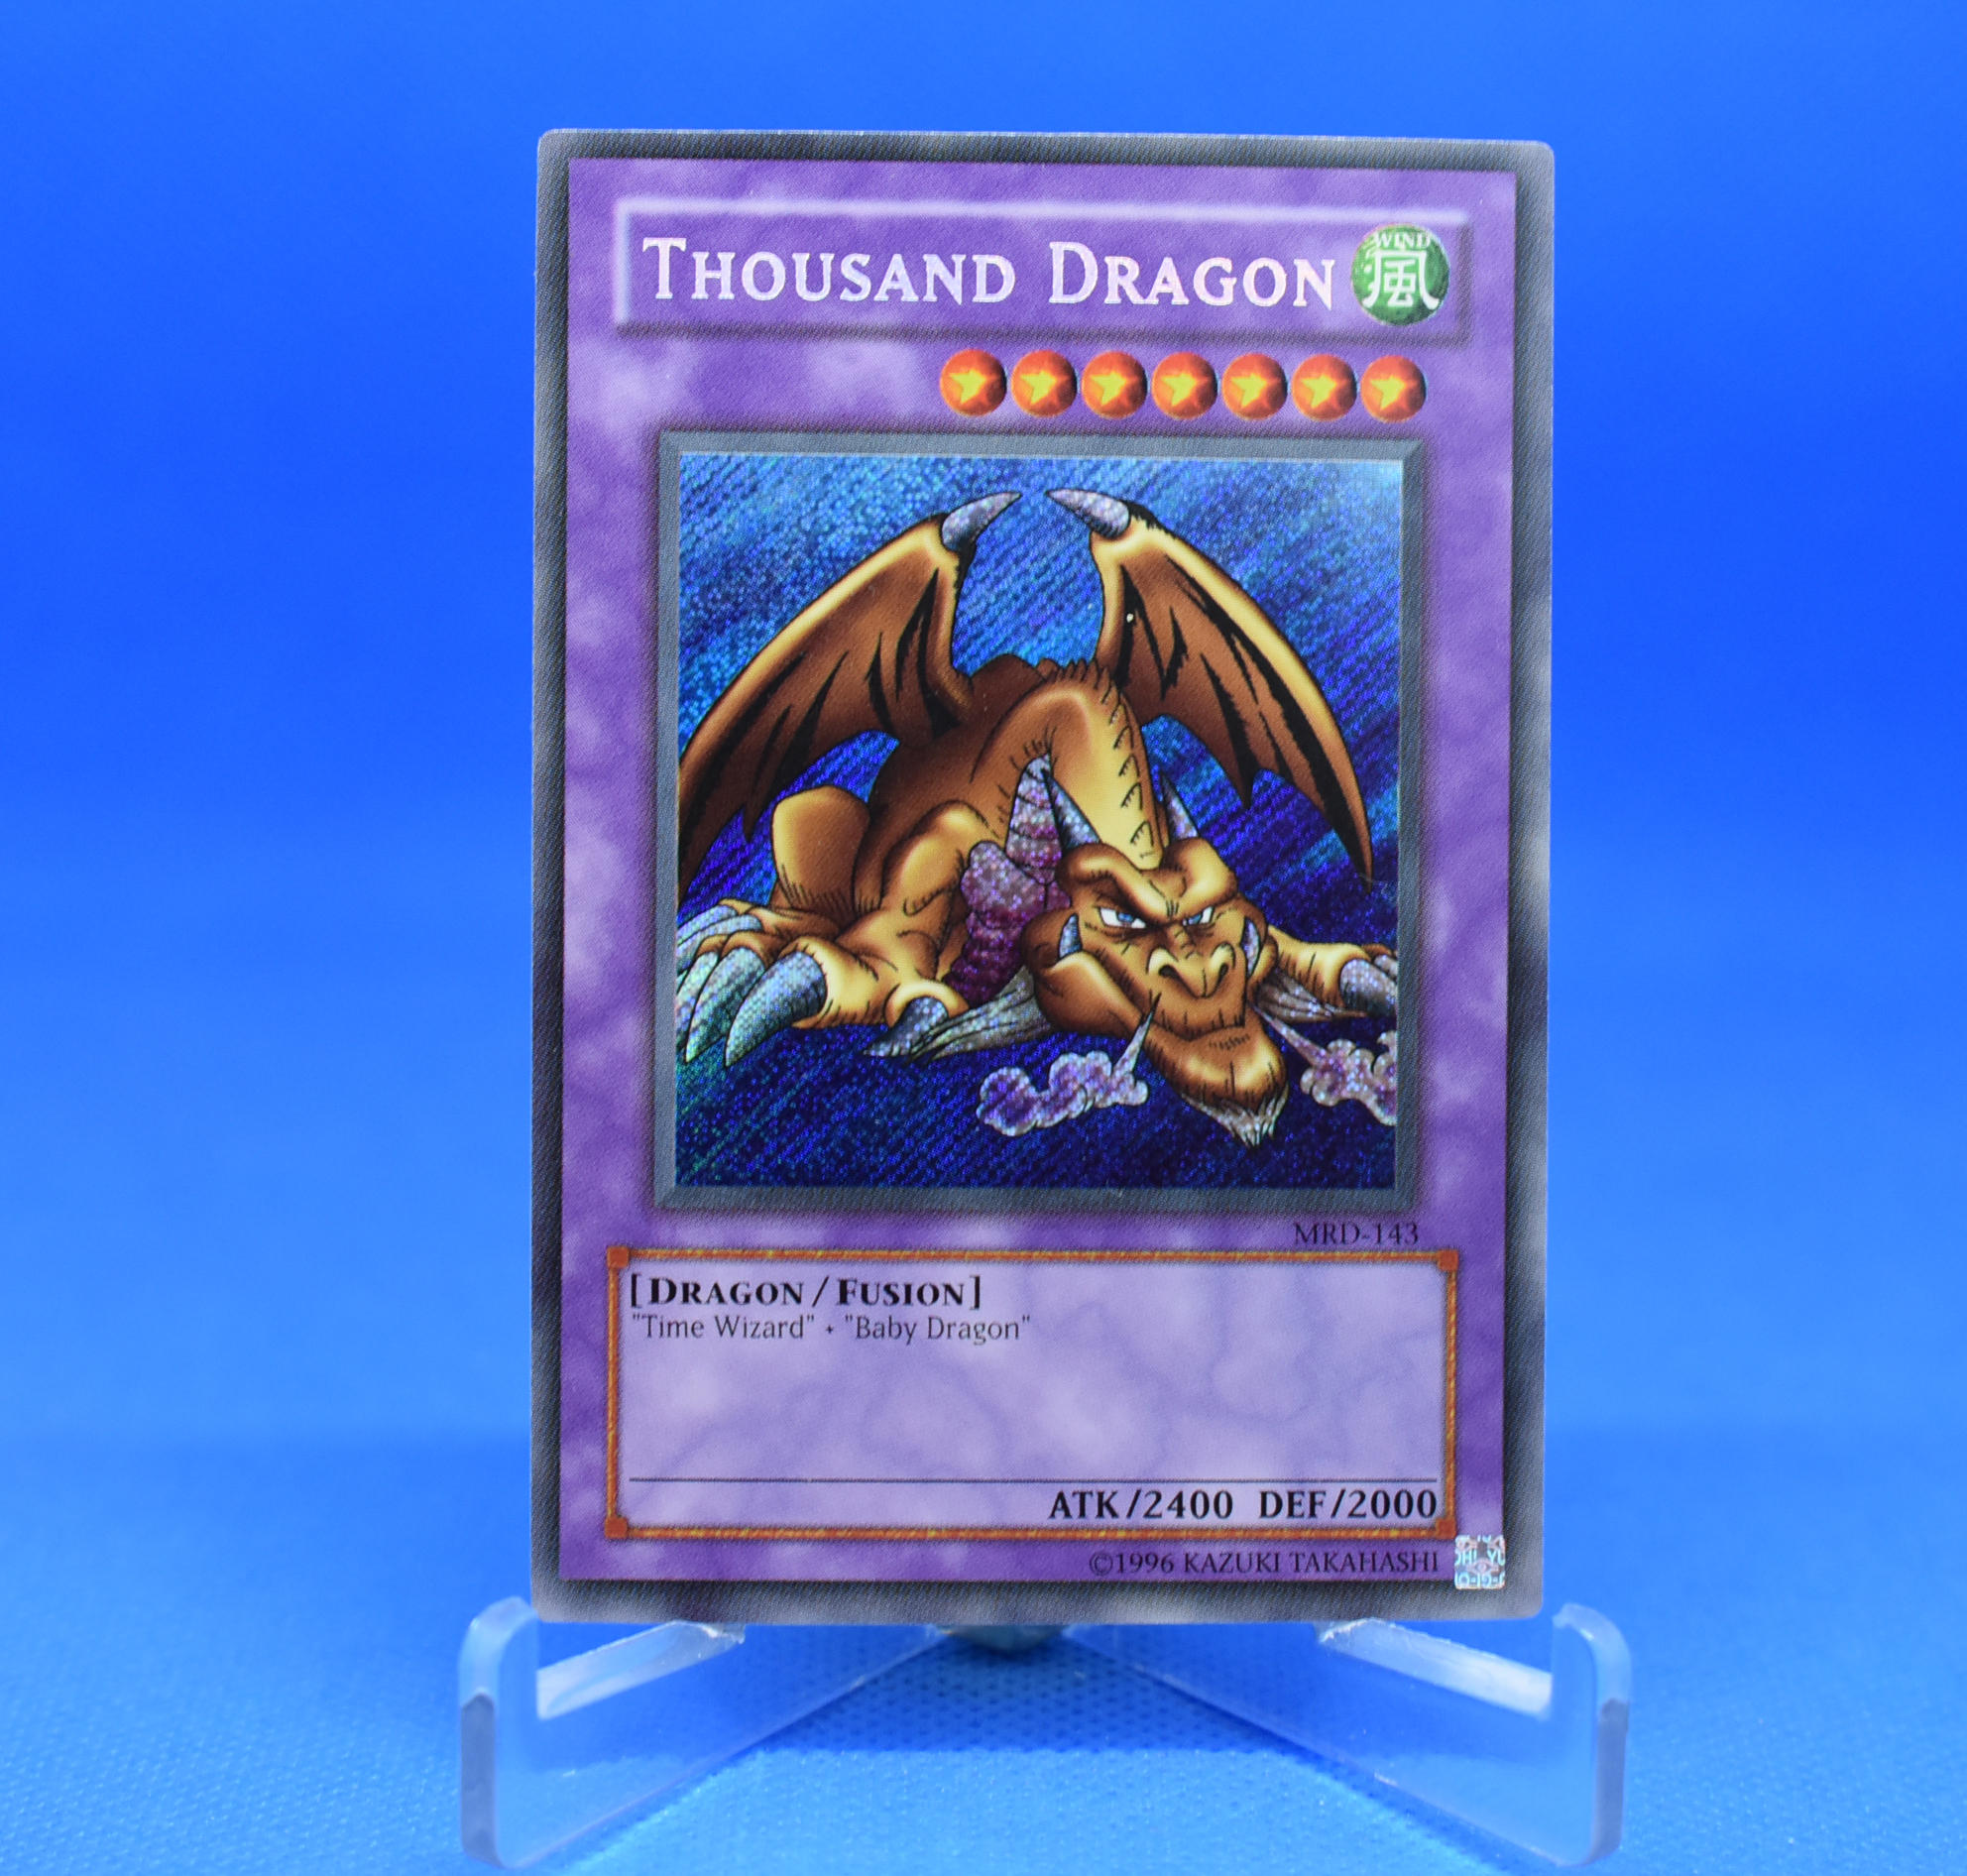 THOUSAND DRAGON
WIND
風
MRD-143
[DRAGON/FUSION]
"Time Wizard" + "Baby Dragon"
ATK/2400 DEF/2000
©1996 KAZUKI TAKAHASHI